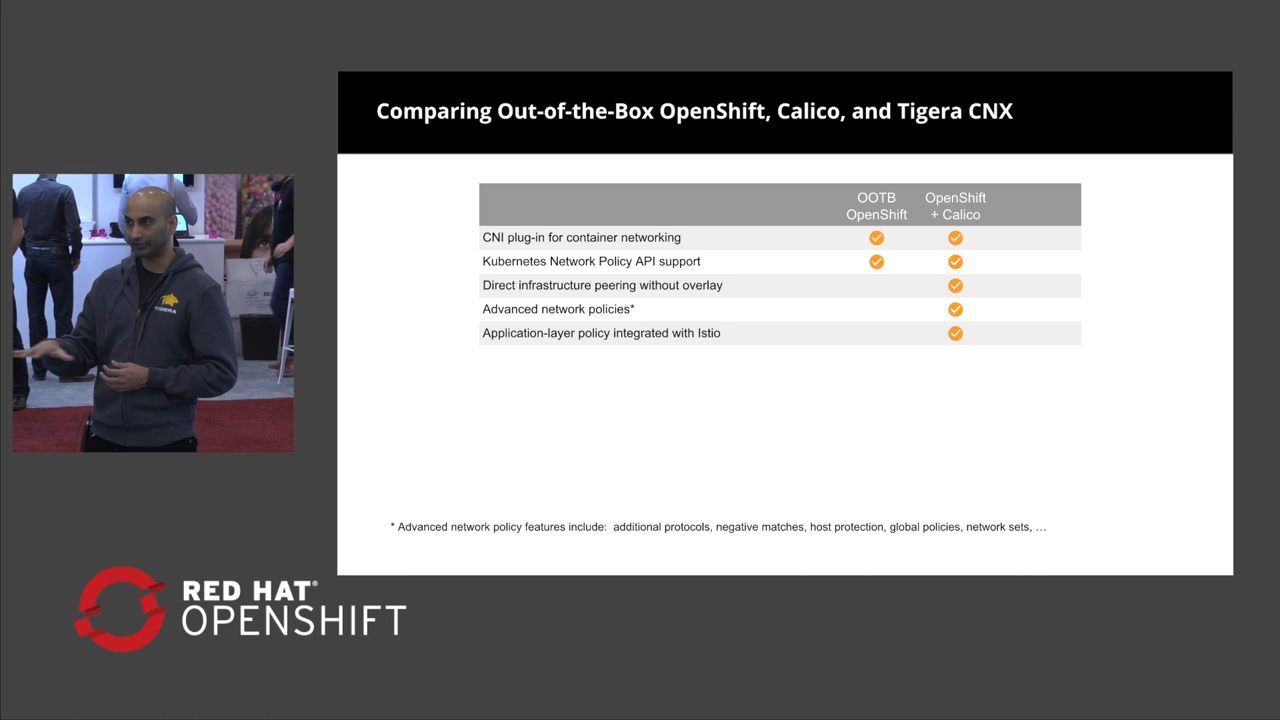 Comparing Out-of-the-Box OpenShift, Calico, and Tigera CNX
OOTB OpenShift
OpenShift + Calico
CNI plug-in for container networking
Kubernetes Network Policy API support
Direct infrastructure peering without overlay
Advanced network policies*
Application-layer policy integrated with Istio
* Advanced network policy features include: additional protocols, negative matches, host protection, global policies, network sets, …
TIGERA
RED HAT®
OPENSHIFT